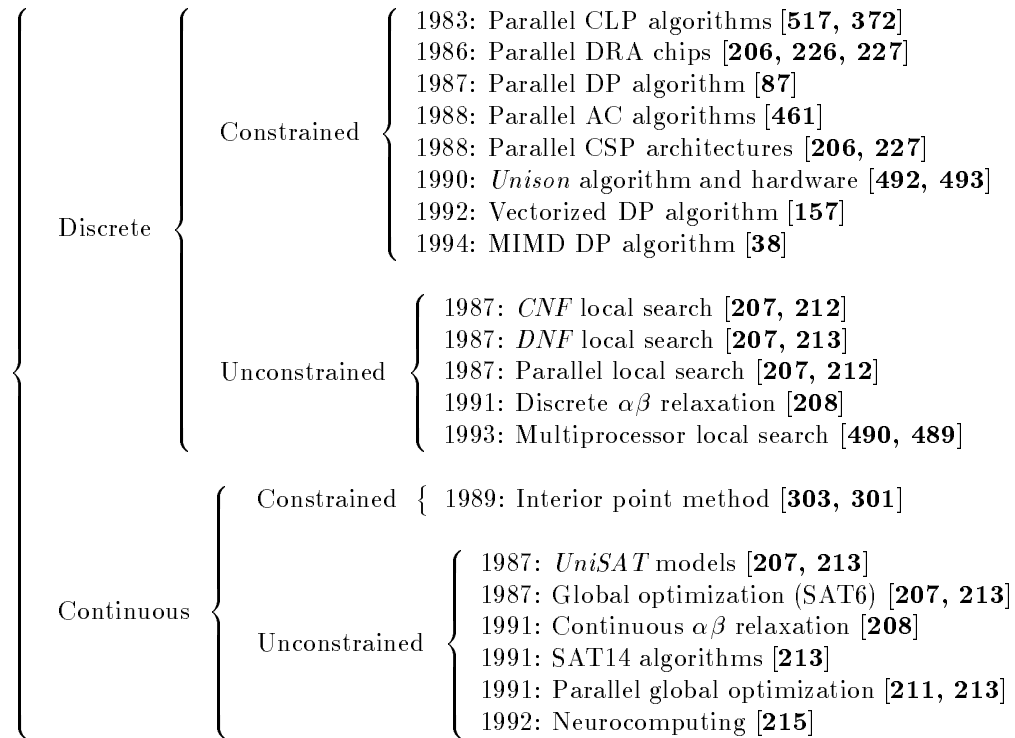 Discrete
Constrained
1983: Parallel CLP algorithms [517, 372]
1986: Parallel DRA chips [206, 226, 227]
1987: Parallel DP algorithm [87]
1988: Parallel AC algorithms [461]
1988: Parallel CSP architectures [206, 227]
1990: Unison algorithm and hardware [492, 493]
1992: Vectorized DP algorithm [157]
1994: MIMD DP algorithm [38]
Unconstrained
1987: CNF local search [207, 212]
1987: DNF local search [207, 213]
1987: Parallel local search [207, 212]
1991: Discrete αβ relaxation [208]
1993: Multiprocessor local search [490, 489]
Continuous
Constrained
1989: Interior point method [303, 301]
Unconstrained
1987: UniSAT models [207, 213]
1987: Global optimization (SAT6) [207, 213]
1991: Continuous αβ relaxation [208]
1991: SAT14 algorithms [213]
1991: Parallel global optimization [211, 213]
1992: Neurocomputing [215]